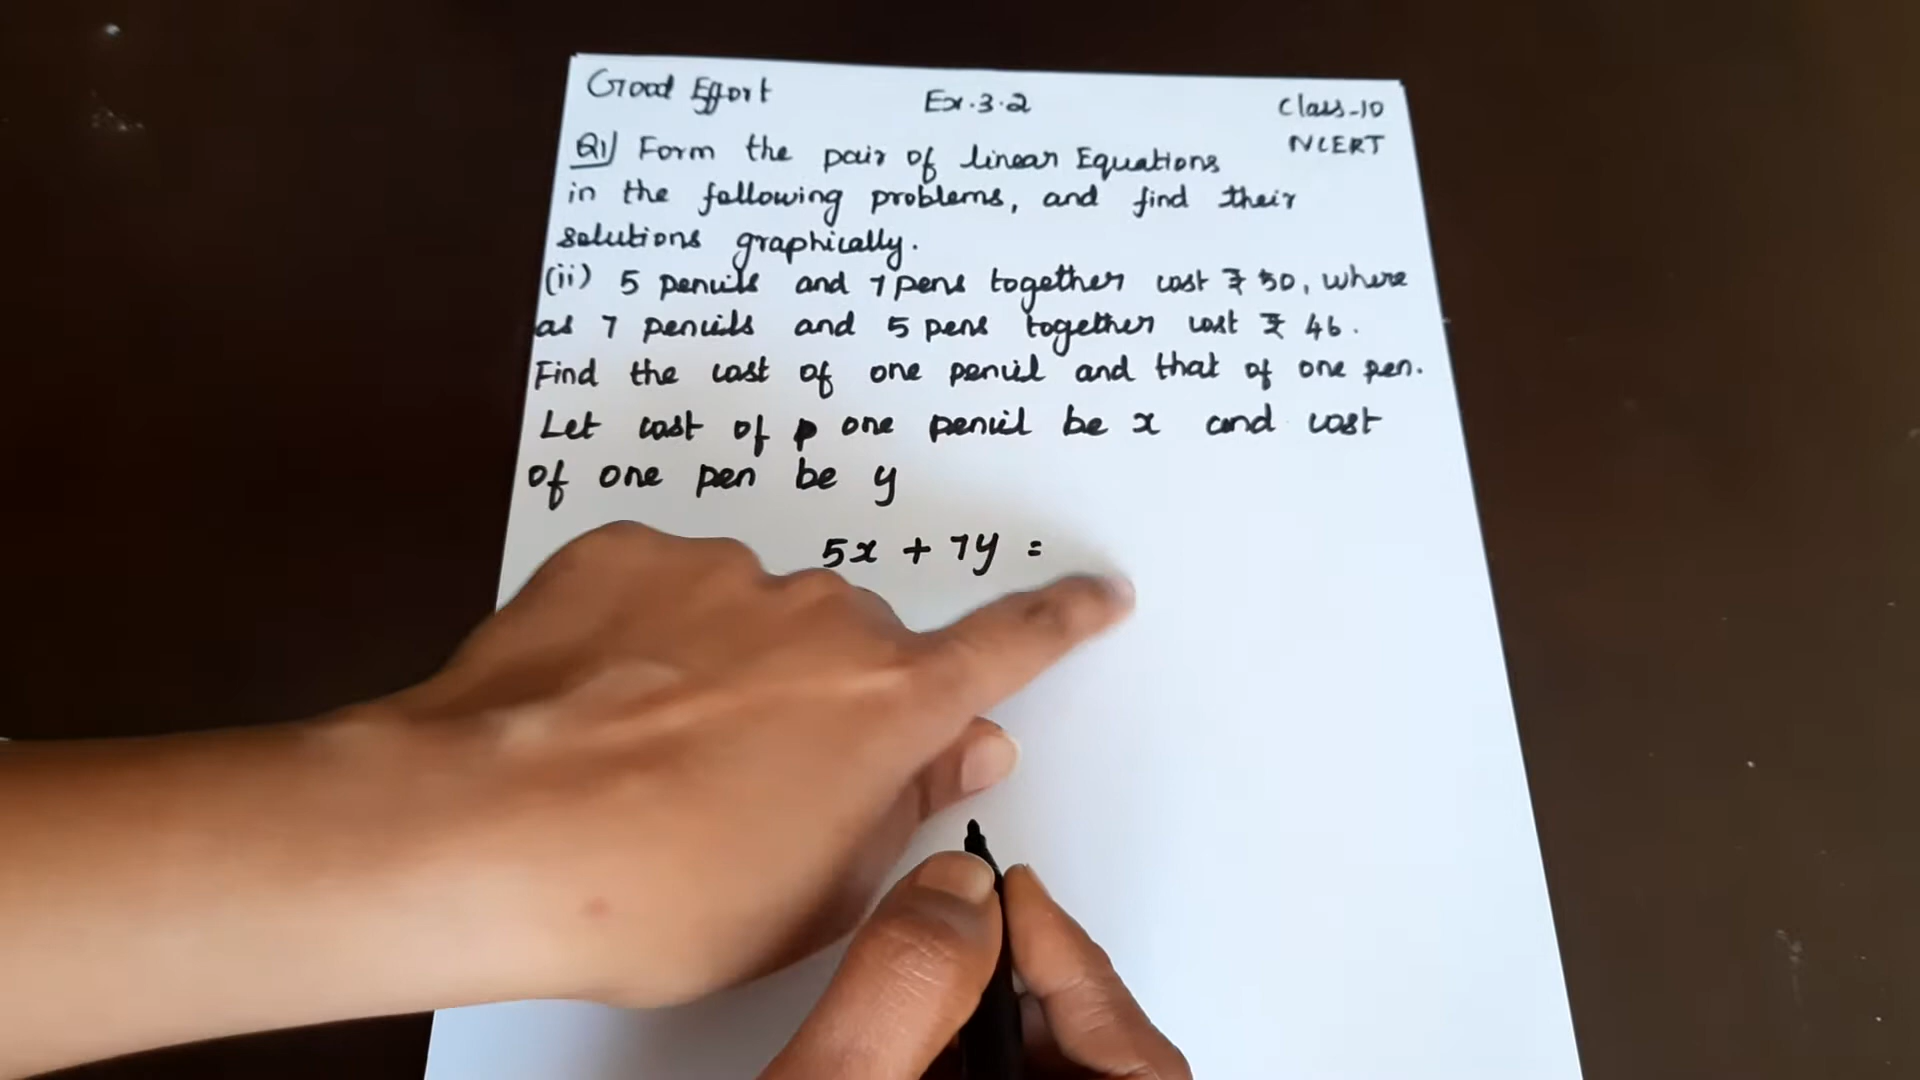 Good Effort Ex.3.2 Class-10
NCERT
Q1) Form the pair of linear Equations
in the following problems, and find their
solutions graphically.
(ii) 5 pencils and 7 pens together cost ₹ 50, where
as 7 pencils and 5 pens together cost ₹ 46.
Find the cost of one pencil and that of one pen.
Let cost of p one pencil be x and cost
of one pen be y
5x + 7y =